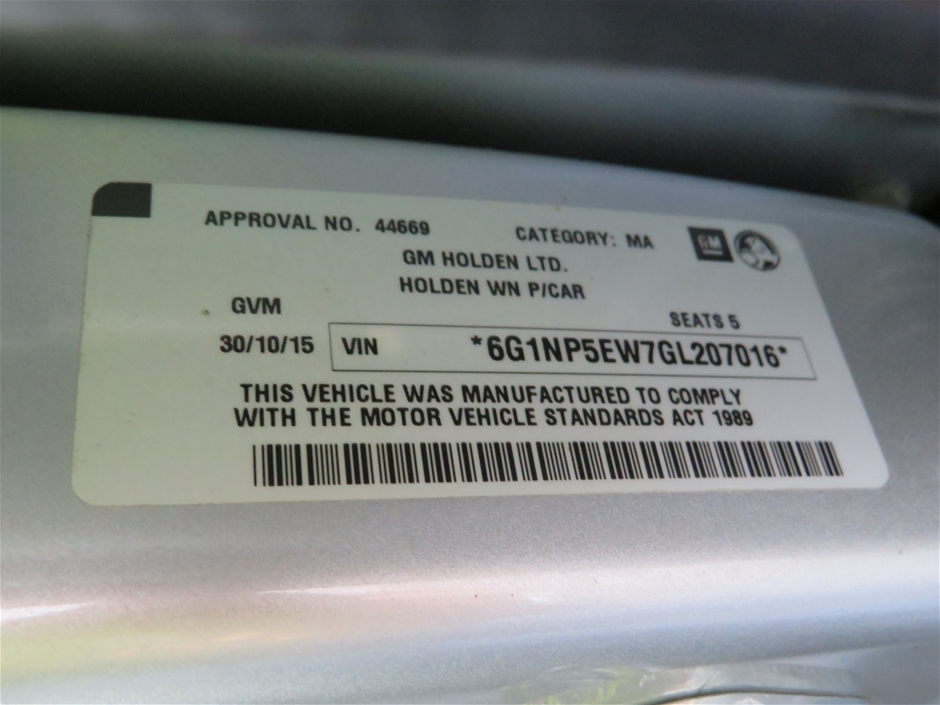 APPROVAL NO. 44669 CATEGORY: MA GM
GM HOLDEN LTD.
HOLDEN WN P/CAR
GVM SEATS 5
30/10/15 VIN *6G1NP5EW7GL207016*
THIS VEHICLE WAS MANUFACTURED TO COMPLY
WITH THE MOTOR VEHICLE STANDARDS ACT 1989